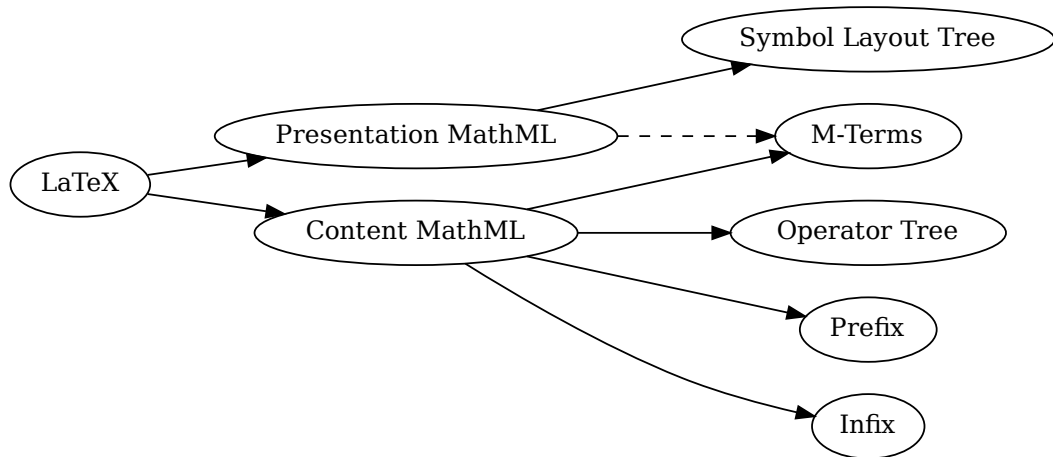 Symbol Layout Tree
Presentation MathML
M-Terms
LaTeX
Content MathML
Operator Tree
Prefix
Infix